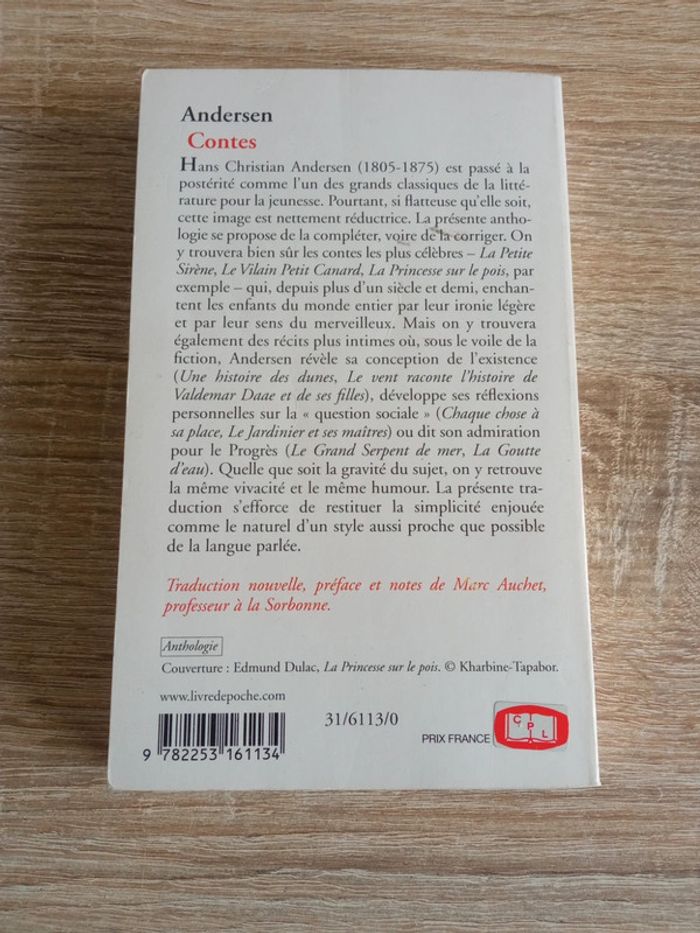 Andersen
Contes
Hans Christian Andersen (1805-1875) est passé à la
postérité comme l'un des grands classiques de la litté-
rature pour la jeunesse. Pourtant, si flatteuse qu'elle soit,
cette image est nettement réductrice. La présente antho-
logie se propose de la compléter, voire de la corriger. On
y trouvera bien sûr les contes les plus célèbres – La Petite
Sirène, Le Vilain Petit Canard, La Princesse sur le pois, par
exemple – qui, depuis plus d'un siècle et demi, enchan-
tent les enfants du monde entier par leur ironie légère
et par leur sens du merveilleux. Mais on y trouvera
également des récits plus intimes où, sous le voile de la
fiction, Andersen révèle sa conception de l'existence
(Une histoire des dunes, Le vent raconte l'histoire de
Valdemar Daae et de ses filles), développe ses réflexions
personnelles sur la « question sociale » (Chaque chose à
sa place, Le Jardinier et ses maîtres) ou dit son admiration
pour le Progrès (Le Grand Serpent de mer, La Goutte
d'eau). Quelle que soit la gravité du sujet, on y retrouve
la même vivacité et le même humour. La présente tra-
duction s'efforce de restituer la simplicité enjouée
comme le naturel d'un style aussi proche que possible
de la langue parlée.
Traduction nouvelle, préface et notes de Marc Auchet,
professeur à la Sorbonne.
Anthologie
Couverture : Edmund Dulac, La Princesse sur le pois. © Kharbine-Tapabor.
www.livredepoche.com
31/6113/0
PRIX FRANCE
CPL
9 782253 161134